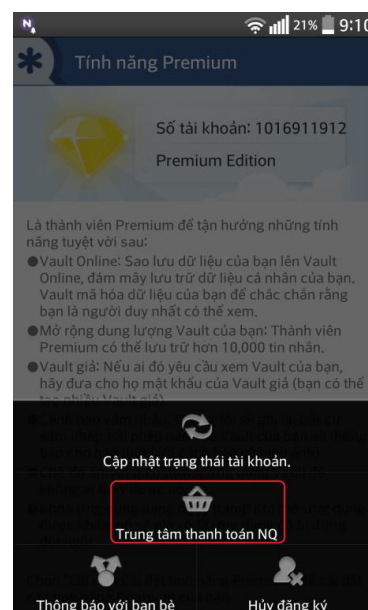 21% 9:10
Tính năng Premium
Số tài khoản: 1016911912
Premium Edition
Là thành viên Premium để tận hưởng những tính
năng tuyệt vời sau:
●Vault Online: Sao lưu dữ liệu của bạn lên Vault
Online, đám mây lưu trữ dữ liệu cá nhân của bạn.
Vault mã hóa dữ liệu của bạn để chắc chắn rằng
bạn là người duy nhất có thể xem.
●Mở rộng dung lượng Vault của bạn: Thành viên
Premium có thể lưu trữ hơn 10,000 tin nhắn.
●Vault giả: Nếu ai đó yêu cầu xem Vault của bạn,
hãy đưa cho họ mật khẩu của Vault giả (bạn có thể
tạo nhiều Vault giả)
Cập nhật trạng thái tài khoản.
Trung tâm thanh toán NQ
Thông báo với bạn bè
Hủy đăng ký